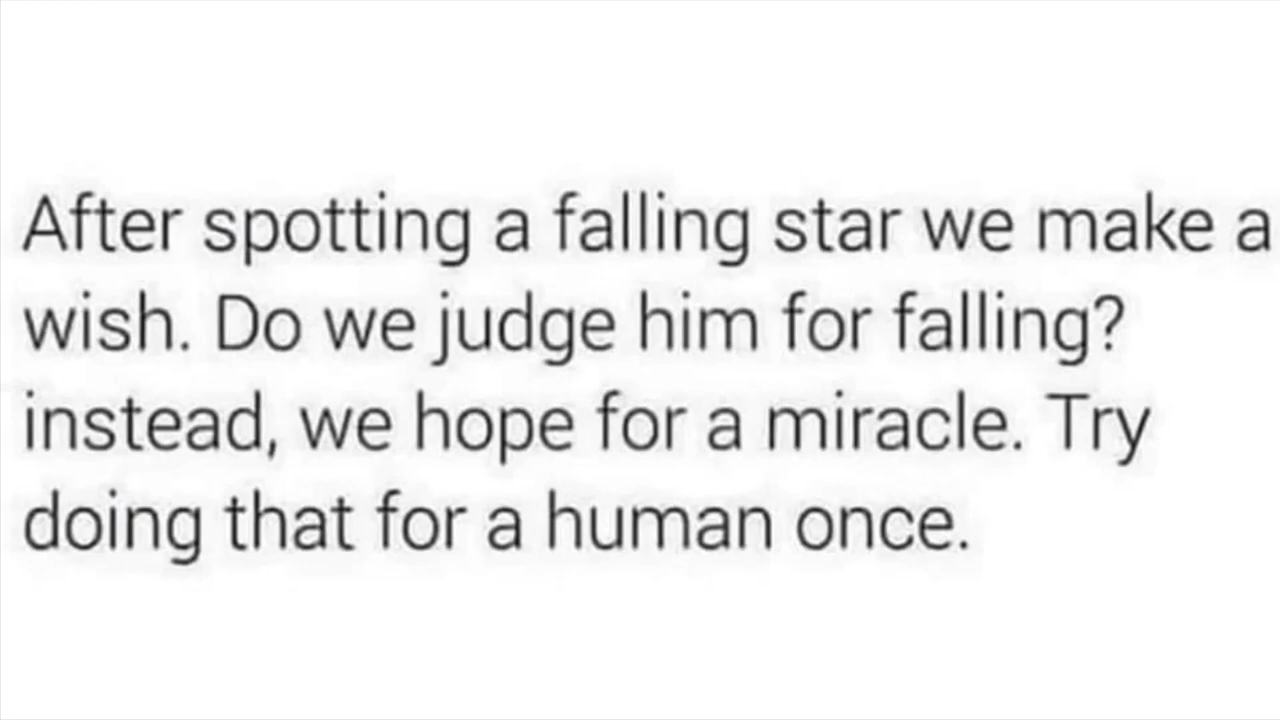 After spotting a falling star we make a
wish. Do we judge him for falling?
instead, we hope for a miracle. Try
doing that for a human once.